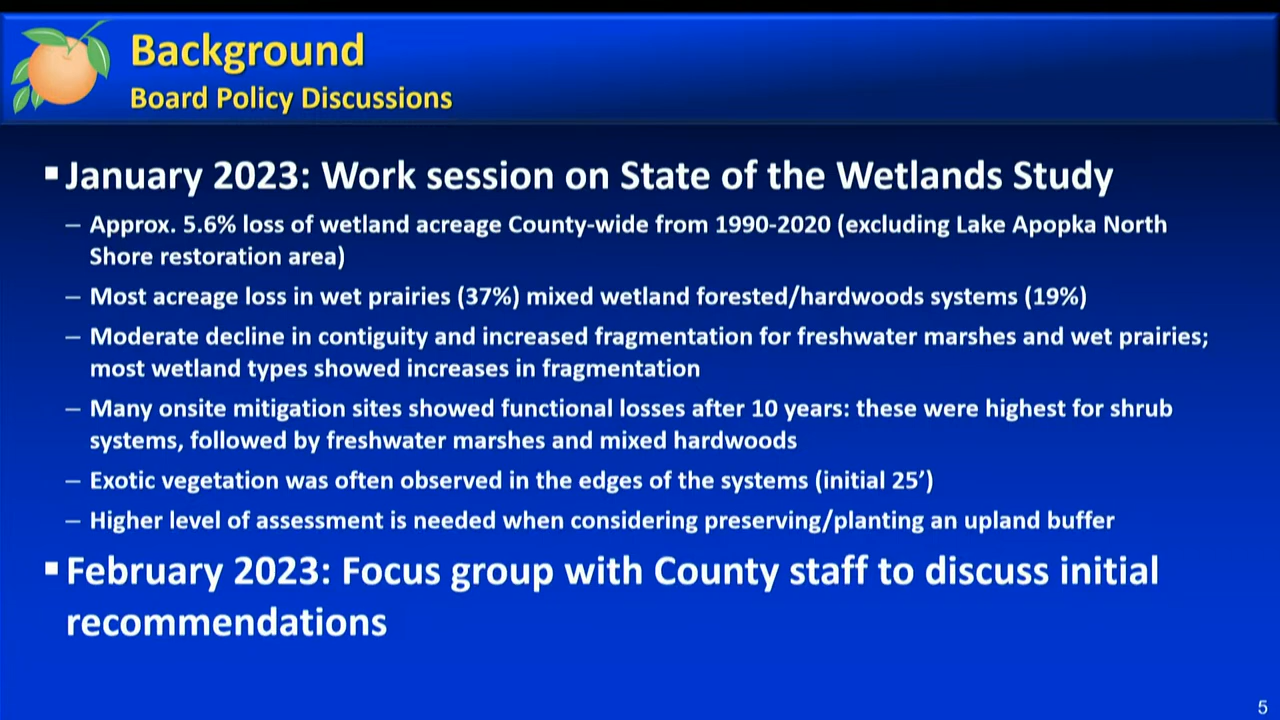 Background
Board Policy Discussions
▪ January 2023: Work session on State of the Wetlands Study
– Approx. 5.6% loss of wetland acreage County-wide from 1990-2020 (excluding Lake Apopka North
Shore restoration area)
– Most acreage loss in wet prairies (37%) mixed wetland forested/hardwoods systems (19%)
– Moderate decline in contiguity and increased fragmentation for freshwater marshes and wet prairies;
most wetland types showed increases in fragmentation
– Many onsite mitigation sites showed functional losses after 10 years: these were highest for shrub
systems, followed by freshwater marshes and mixed hardwoods
– Exotic vegetation was often observed in the edges of the systems (initial 25’)
– Higher level of assessment is needed when considering preserving/planting an upland buffer
▪ February 2023: Focus group with County staff to discuss initial
recommendations
5